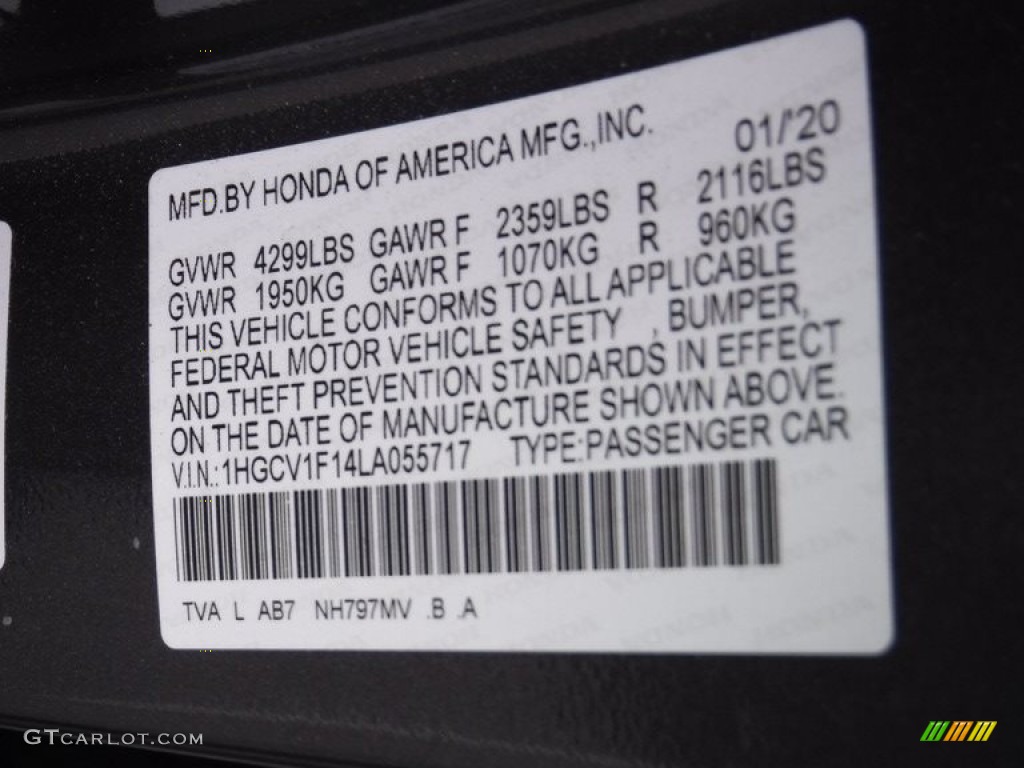 MFD.BY HONDA OF AMERICA MFG.,INC. 01/'20
GVWR 4299LBS GAWR F 2359LBS R 2116LBS
GVWR 1950KG GAWR F 1070KG R 960KG
THIS VEHICLE CONFORMS TO ALL APPLICABLE
FEDERAL MOTOR VEHICLE SAFETY , BUMPER,
AND THEFT PREVENTION STANDARDS IN EFFECT
ON THE DATE OF MANUFACTURE SHOWN ABOVE.
V.I.N.:1HGCV1F14LA055717 TYPE:PASSENGER CAR
TVA L AB7 NH797MV .B .A
GTcarlot.com